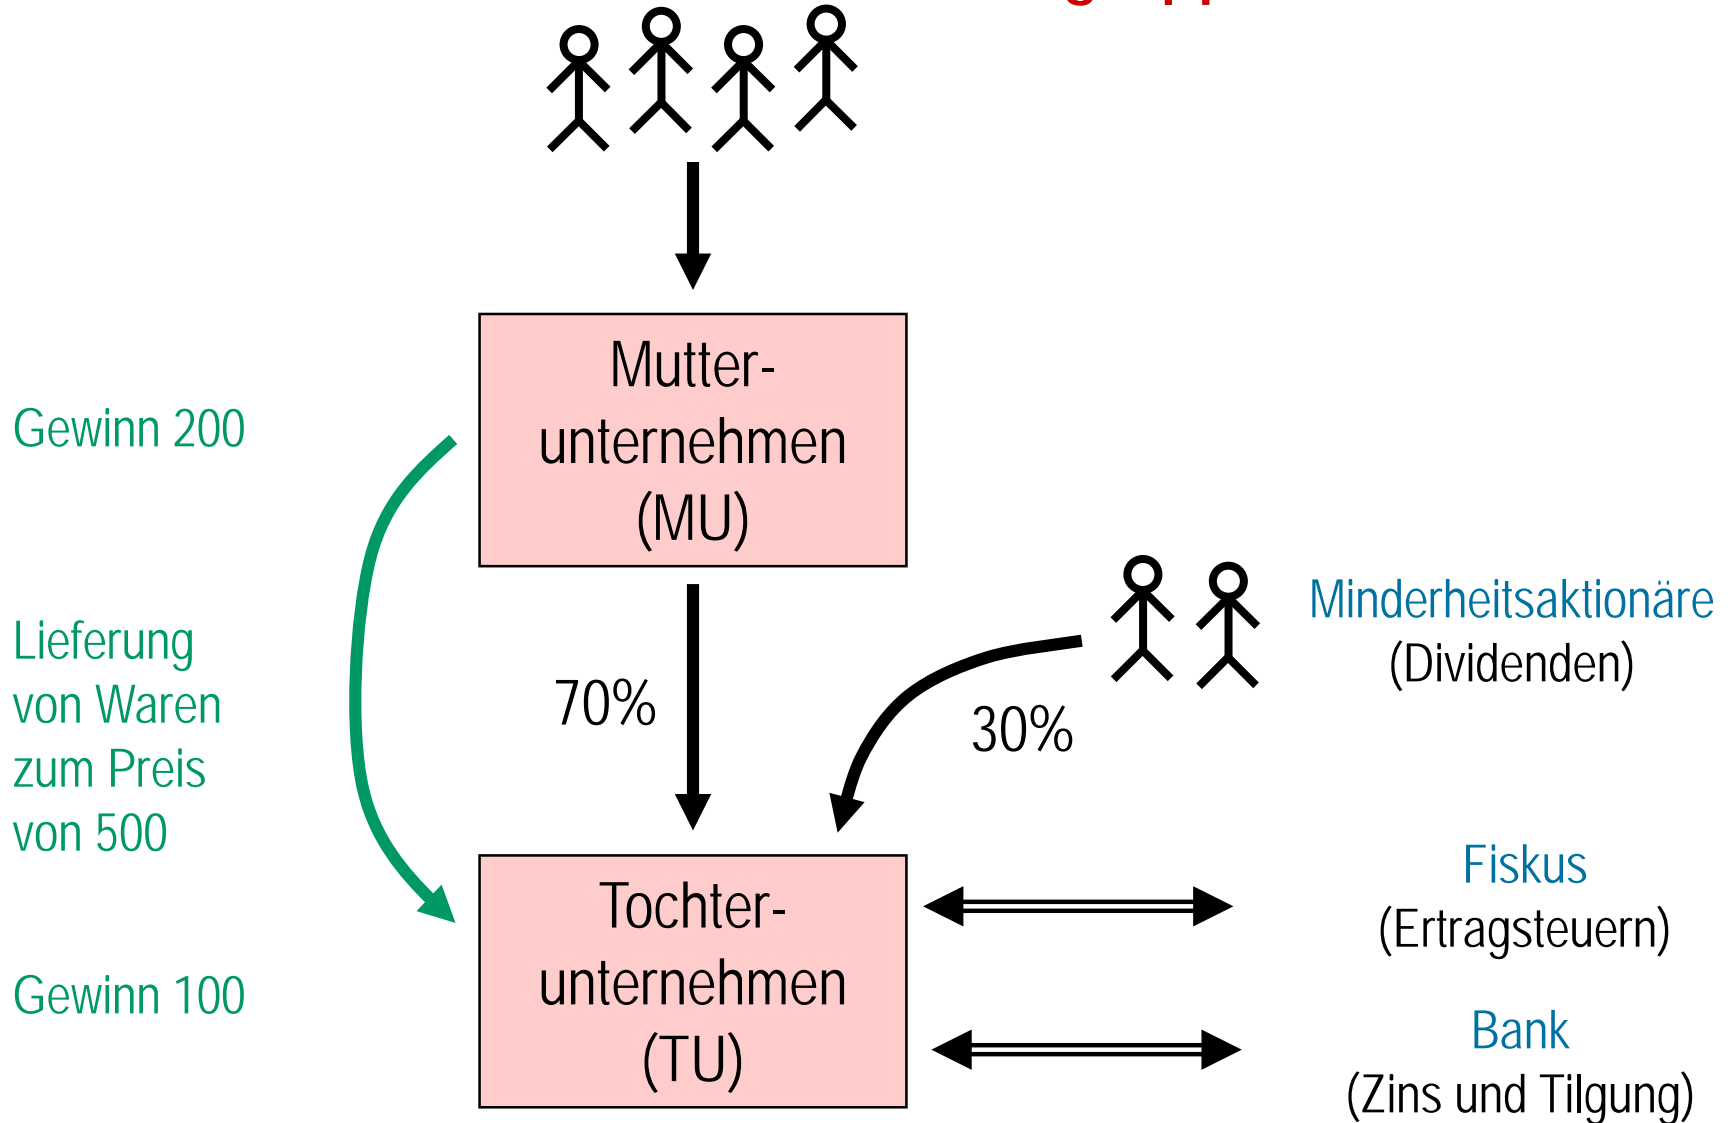 Mutter-
unternehmen
(MU)
Gewinn 200
Lieferung
von Waren
zum Preis
von 500
70%
30%
Minderheitsaktionäre
(Dividenden)
Tochter-
unternehmen
(TU)
Gewinn 100
Fiskus
(Ertragsteuern)
Bank
(Zins und Tilgung)